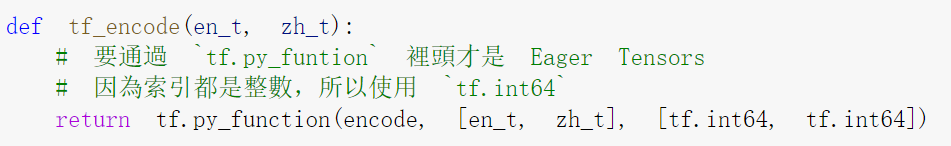 def tf_encode(en_t, zh_t):
    # 要通過 `tf.py_funtion` 裡頭才是 Eager Tensors
    # 因為索引都是整數，所以使用 `tf.int64`
    return tf.py_function(encode, [en_t, zh_t], [tf.int64, tf.int64])